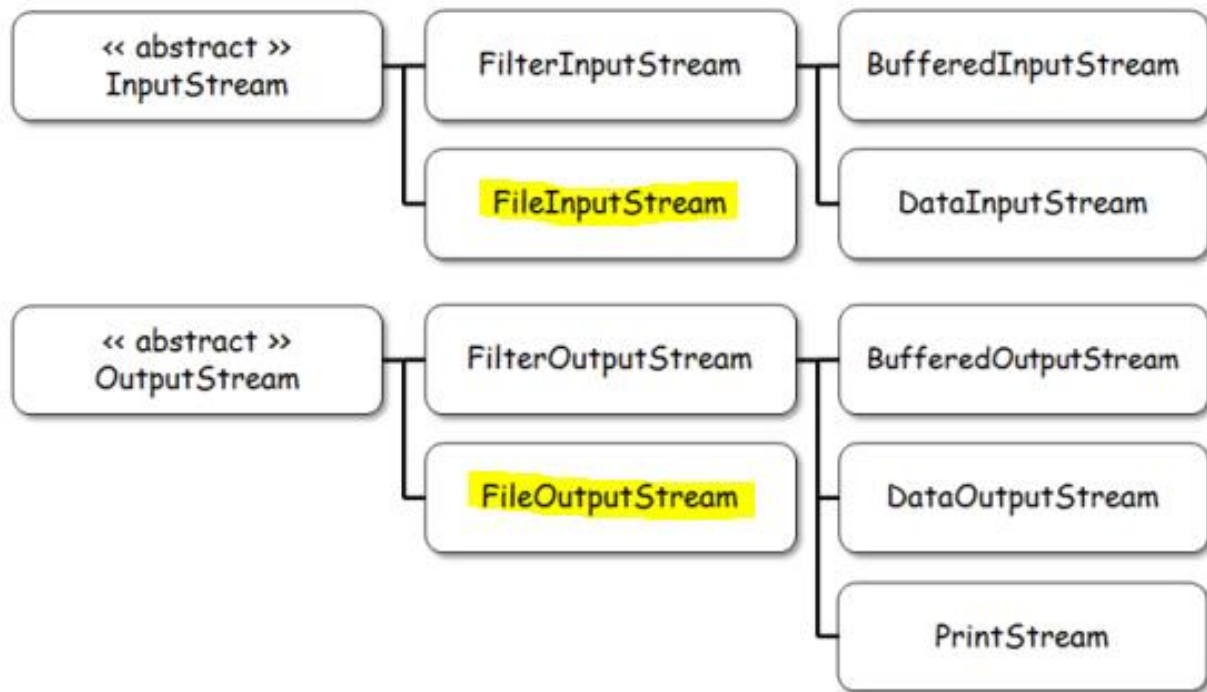 « abstract »
InputStream
FilterInputStream
BufferedInputStream
FileInputStream
DataInputStream
« abstract »
OutputStream
FilterOutputStream
BufferedOutputStream
FileOutputStream
DataOutputStream
PrintStream